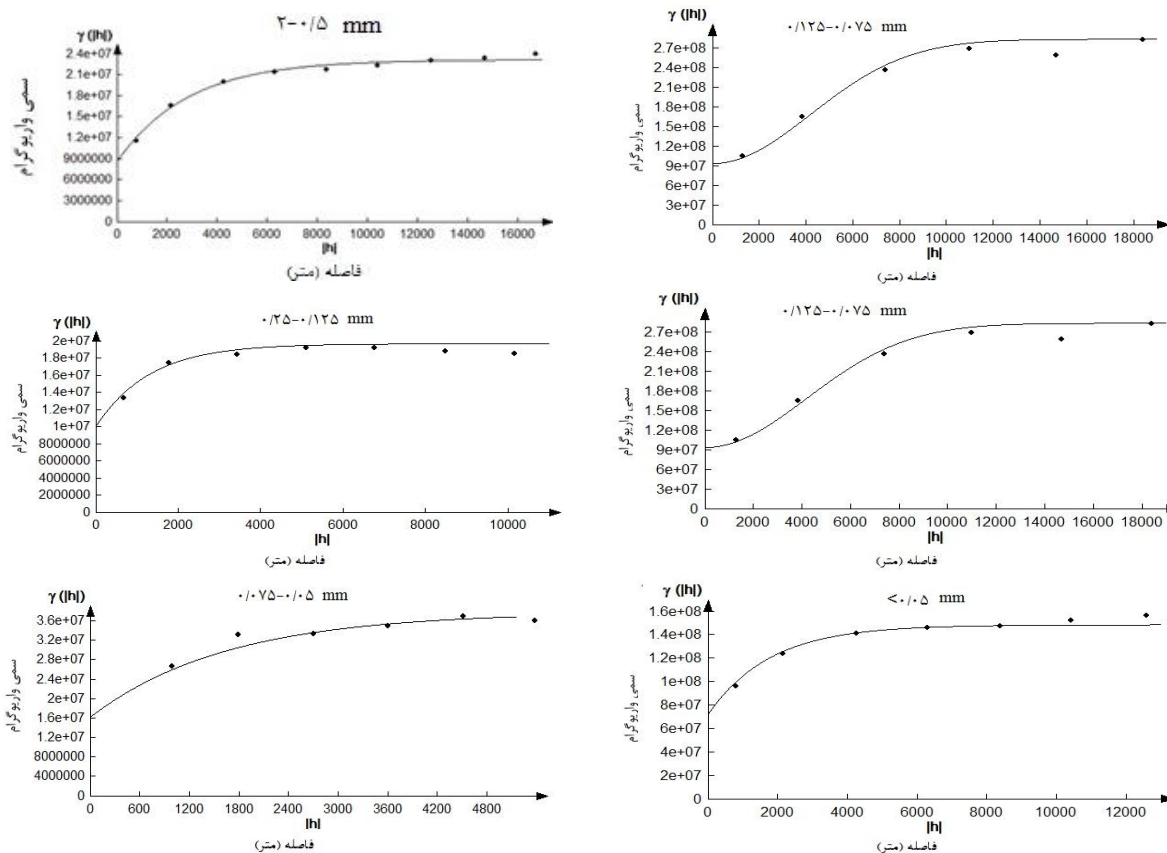 ۲-۰/۵ mm
γ (|h|)
2.4e+07
2.1e+07
1.8e+07
1.5e+07
1.2e+07
9000000
6000000
3000000
0
سمی واریوگرام
0 2000 4000 6000 8000 10000 12000 14000 16000
|h|
فاصله (متر)
۰/۱۲۵-۰/۰۷۵ mm
γ (|h|)
2.7e+08
2.4e+08
2.1e+08
1.8e+08
1.5e+08
1.2e+08
9e+07
6e+07
3e+07
سمی واریوگرام
0 2000 4000 6000 8000 10000 12000 14000 16000 18000
|h|
فاصله (متر)
۰/۲۵-۰/۱۲۵ mm
γ (|h|)
2e+07
1.8e+07
1.6e+07
1.4e+07
1.2e+07
1e+07
8000000
6000000
4000000
2000000
0
سمی واریوگرام
0 2000 4000 6000 8000 10000
|h|
فاصله (متر)
۰/۱۲۵-۰/۰۷۵ mm
γ (|h|)
2.7e+08
2.4e+08
2.1e+08
1.8e+08
1.5e+08
1.2e+08
9e+07
6e+07
3e+07
0
سمی واریوگرام
0 2000 4000 6000 8000 10000 12000 14000 16000 18000
|h|
فاصله (متر)
۰/۰۷۵-۰/۰۵ mm
γ (|h|)
3.6e+07
3.2e+07
2.8e+07
2.4e+07
2e+07
1.6e+07
1.2e+07
8000000
4000000
0
سمی واریوگرام
0 600 1200 1800 2400 3000 3600 4200 4800
|h|
فاصله (متر)
<۰/۰۵ mm
γ (|h|)
1.6e+08
1.4e+08
1.2e+08
1e+08
8e+07
6e+07
4e+07
2e+07
0
سمی واریوگرام
0 2000 4000 6000 8000 10000 12000
|h|
فاصله (متر)